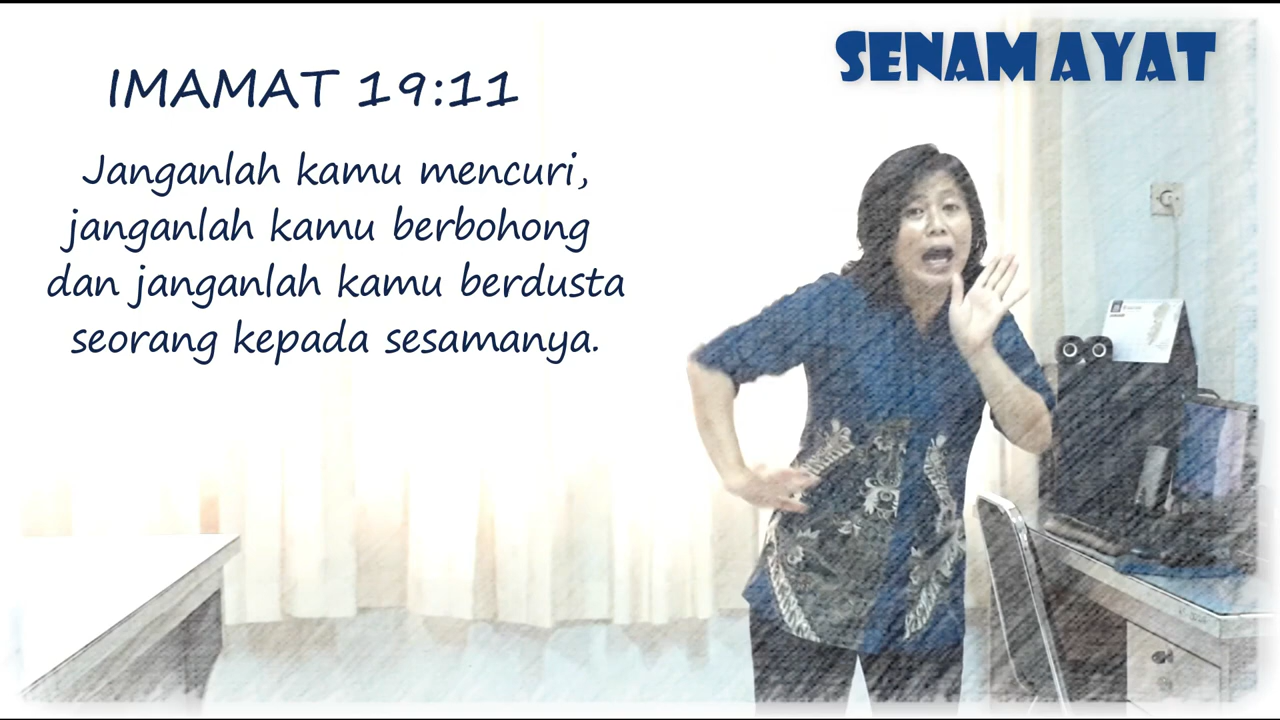 SENAM AYAT
IMAMAT 19:11
Janganlah kamu mencuri,
janganlah kamu berbohong
dan janganlah kamu berdusta
seorang kepada sesamanya.